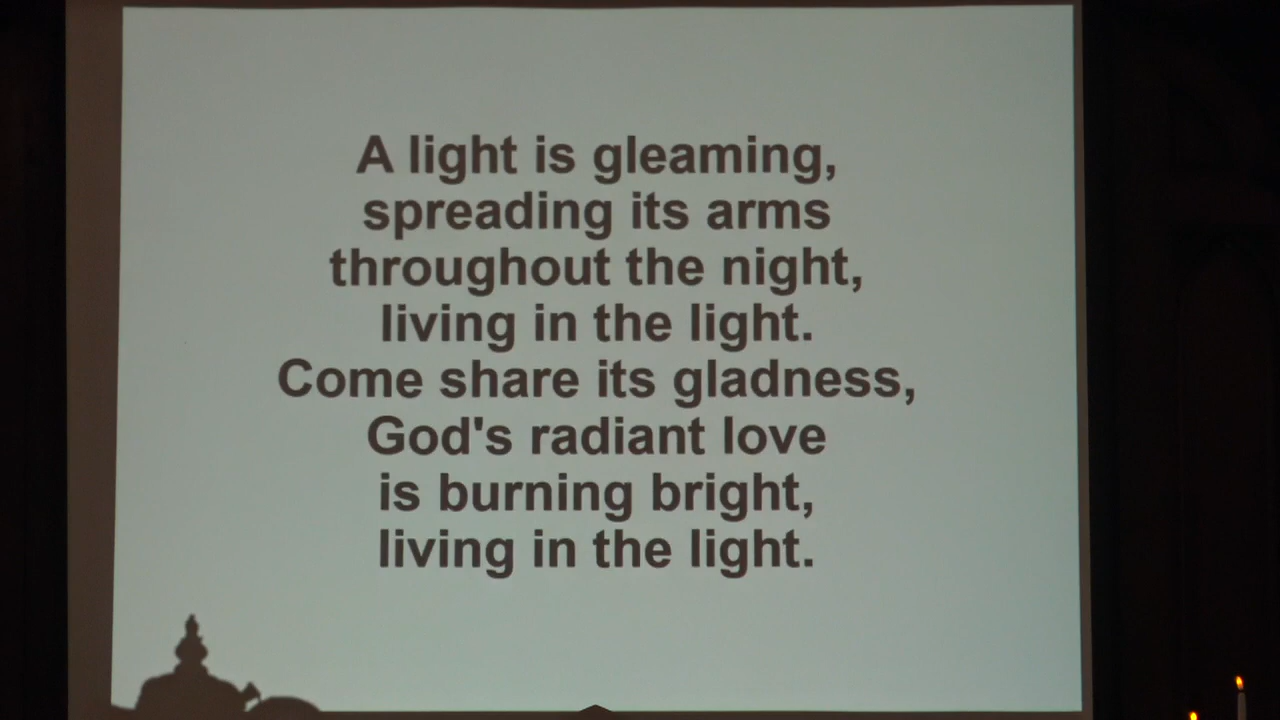 A light is gleaming,
spreading its arms
throughout the night,
living in the light.
Come share its gladness,
God's radiant love
is burning bright,
living in the light.